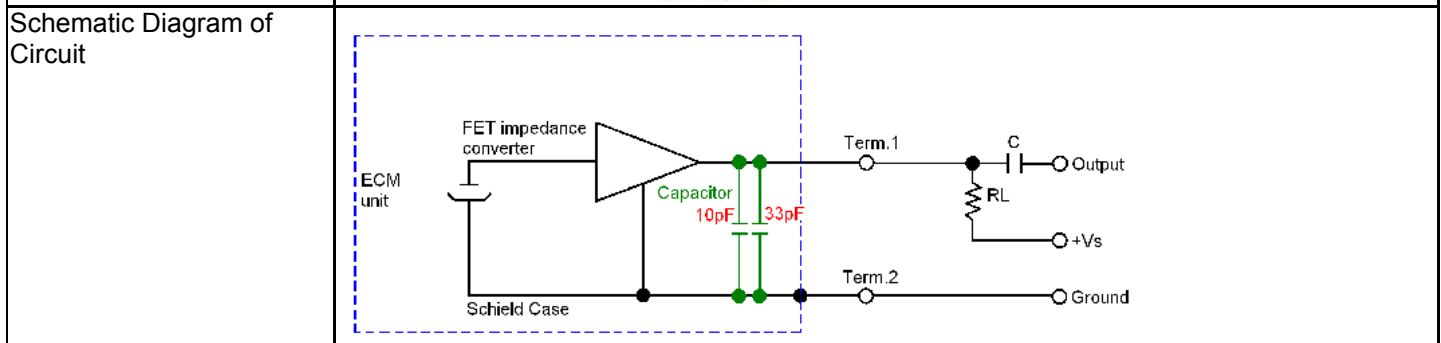 Schematic Diagram of
Circuit
FET impedance
converter
ECM
unit
Capacitor
10pF
33pF
Schield Case
Term.1
C
Output
RL
+Vs
Term.2
Ground